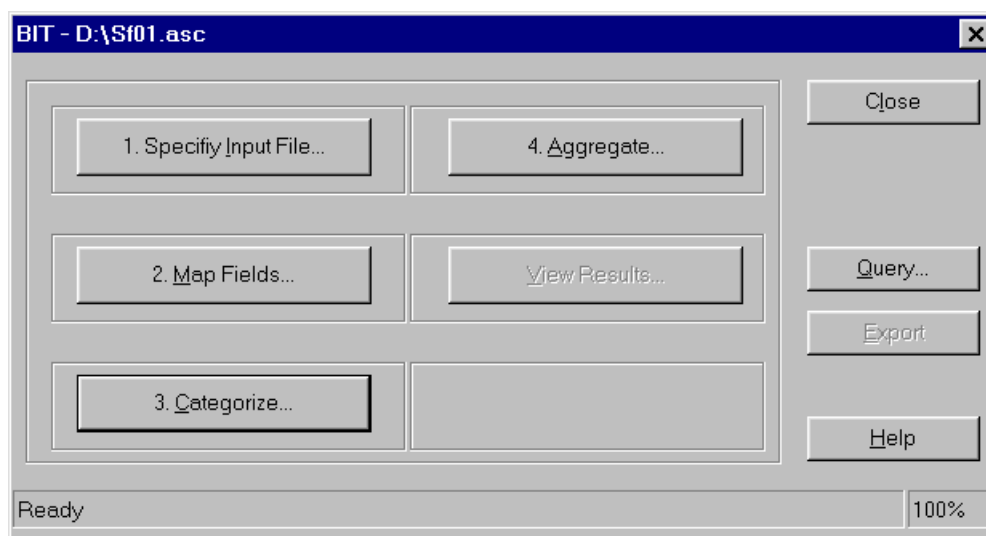 BIT - D:\Sf01.asc
1. Specifiy Input File...
4. Aggregate...
Close
2. Map Fields...
View Results...
Query...
Export
3. Categorize...
Help
Ready
100%